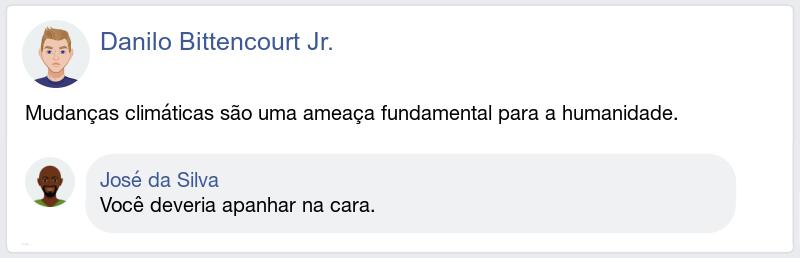 Danilo Bittencourt Jr.
Mudanças climáticas são uma ameaça fundamental para a humanidade.
José da Silva
Você deveria apanhar na cara.